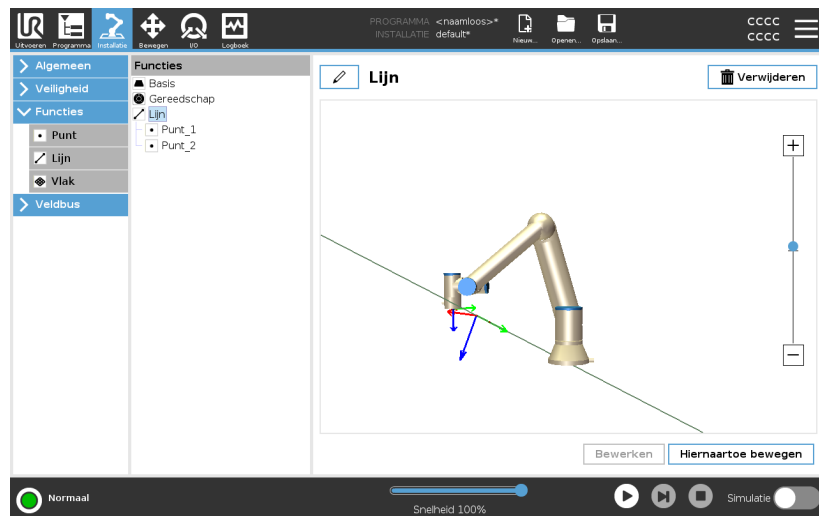 PROGRAMMA <naamloos>*
INSTALLATIE default*
CCCC
CCCC
Uitvoeren Programma Installatie Bewegen I/O Logboek Nieuw... Openen... Opslaan...
Algemeen
Veiligheid
Functies
Punt
Lijn
Vlak
Veldbus
Functies
Basis
Gereedschap
Lijn
Punt_1
Punt_2
Lijn
Verwijderen
Bewerken
Hiernaartoe bewegen
Normaal
Snelheid 100%
Simulatie